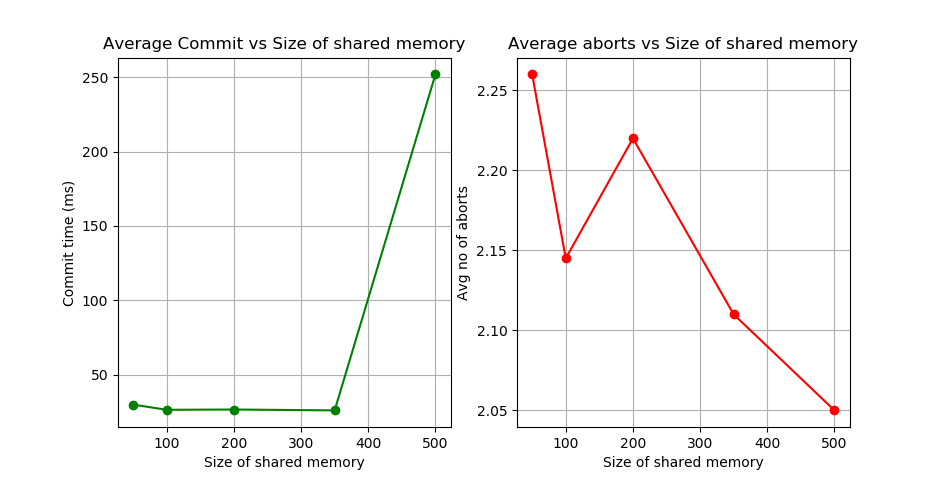 Average Commit vs Size of shared memory
250
200
150
100
50
Commit time (ms)
100 200 300 400 500
Size of shared memory
Average aborts vs Size of shared memory
2.25
2.20
2.15
2.10
2.05
Avg no of aborts
100 200 300 400 500
Size of shared memory